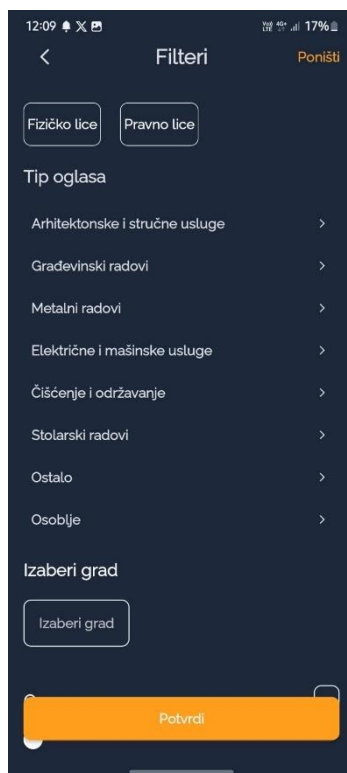 12:09 17%
Filteri Poništi
Fizičko lice Pravno lice
Tip oglasa
Arhitektonske i stručne usluge
Građevinski radovi
Metalni radovi
Električne i mašinske usluge
Čišćenje i održavanje
Stolarski radovi
Ostalo
Osoblje
Izaberi grad
Izaberi grad
Potvrdi